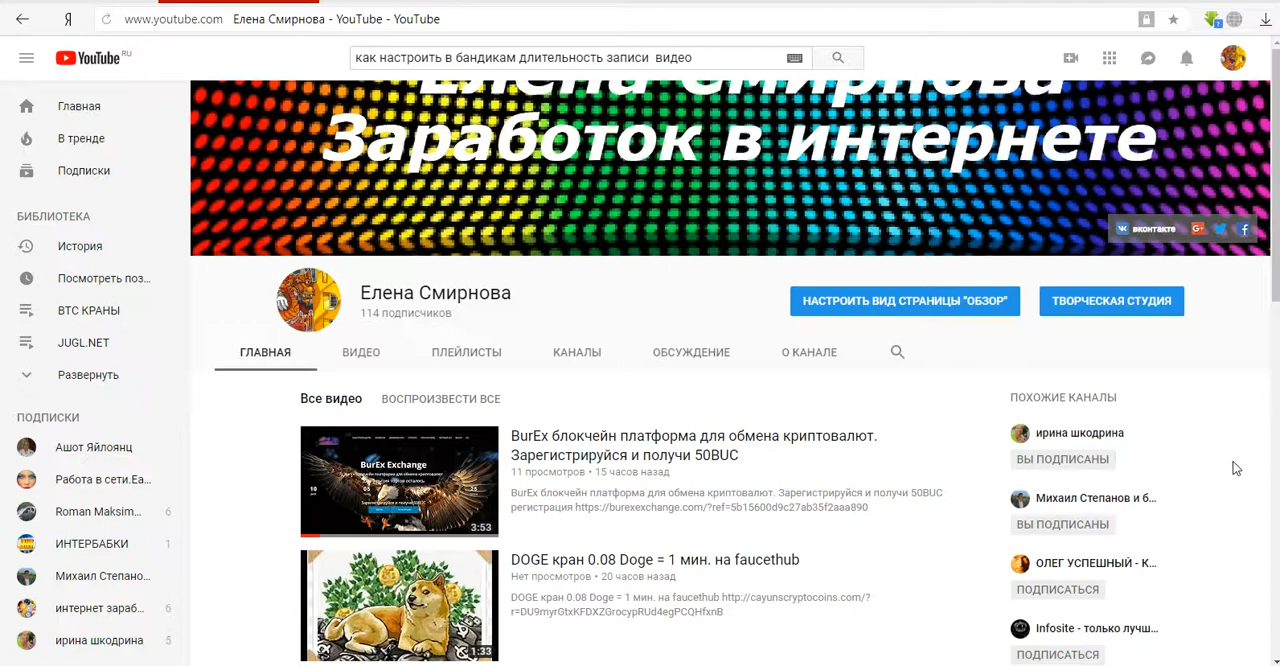 Я
www.youtube.com Елена Смирнова - YouTube - YouTube
YouTube RU
как настроить в бандикам длительность записи видео
Главная
В тренде
Подписки
БИБЛИОТЕКА
История
Посмотреть поз...
BTC КРАНЫ
JUGL.NET
Развернуть
ПОДПИСКИ
Ашот Яйлоянц
Работа в сети.Еа...
Roman Maksim... 6
ИНТЕРБАБКИ 1
Михаил Степано...
интернет зараб... 6
ирина шкодрина 5
Елена Смирнова
Заработок в интернете
вконтакте
Елена Смирнова
114 подписчиков
НАСТРОИТЬ ВИД СТРАНИЦЫ "ОБЗОР"
ТВОРЧЕСКАЯ СТУДИЯ
ГЛАВНАЯ ВИДЕО ПЛЕЙЛИСТЫ КАНАЛЫ ОБСУЖДЕНИЕ О КАНАЛЕ
Все видео ВОСПРОИЗВЕСТИ ВСЕ
BurEx Exchange
3:53
BurEx блокчейн платформа для обмена криптовалют.
Зарегистрируйся и получи 50BUC
11 просмотров • 15 часов назад
BurEx блокчейн платформа для обмена криптовалют. Зарегистрируйся и получи 50BUC
регистрация https://burexexchange.com/?ref=5b15600d9c27ab35f2aaa890
1:33
DOGE кран 0.08 Doge = 1 мин. на faucethub
Нет просмотров • 20 часов назад
DOGE кран 0.08 Doge = 1 мин. на faucethub http://cayunscryptocoins.com/?
r=DU9myrGtxKFDXZGrocypRUd4egPCQHfxnB
ПОХОЖИЕ КАНАЛЫ
ирина шкодрина
ВЫ ПОДПИСАНЫ
Михаил Степанов и б...
ВЫ ПОДПИСАНЫ
ОЛЕГ УСПЕШНЫЙ - К...
ПОДПИСАТЬСЯ
Infosite - только лучш...
ПОДПИСАТЬСЯ